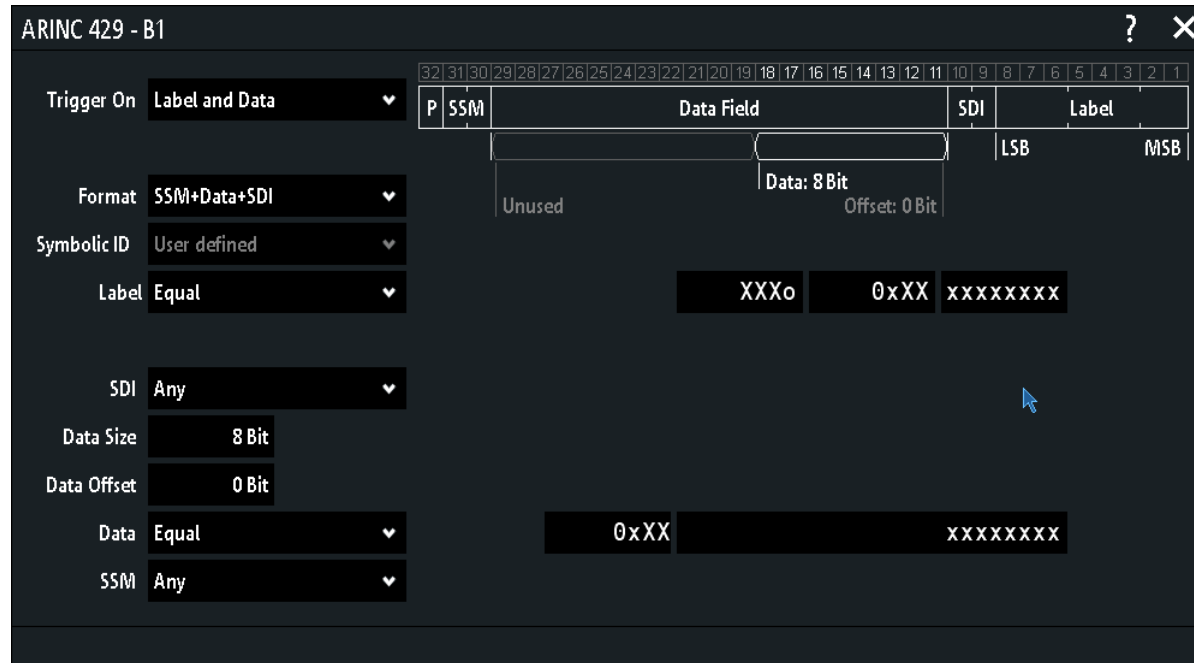 ARINC 429 - B1 ? X
32 31 30 29 28 27 26 25 24 23 22 21 20 19 18 17 16 15 14 13 12 11 10 9 8 7 6 5 4 3 2 1
Trigger On Label and Data
P SSM Data Field SDI Label
LSB MSB
Data: 8 Bit
Format SSM+Data+SDI
Unused Offset: 0 Bit
Symbolic ID User defined
Label Equal XXXo 0xXX xxxxxxxx
SDI Any
Data Size 8 Bit
Data Offset 0 Bit
Data Equal 0xXX xxxxxxxx
SSM Any